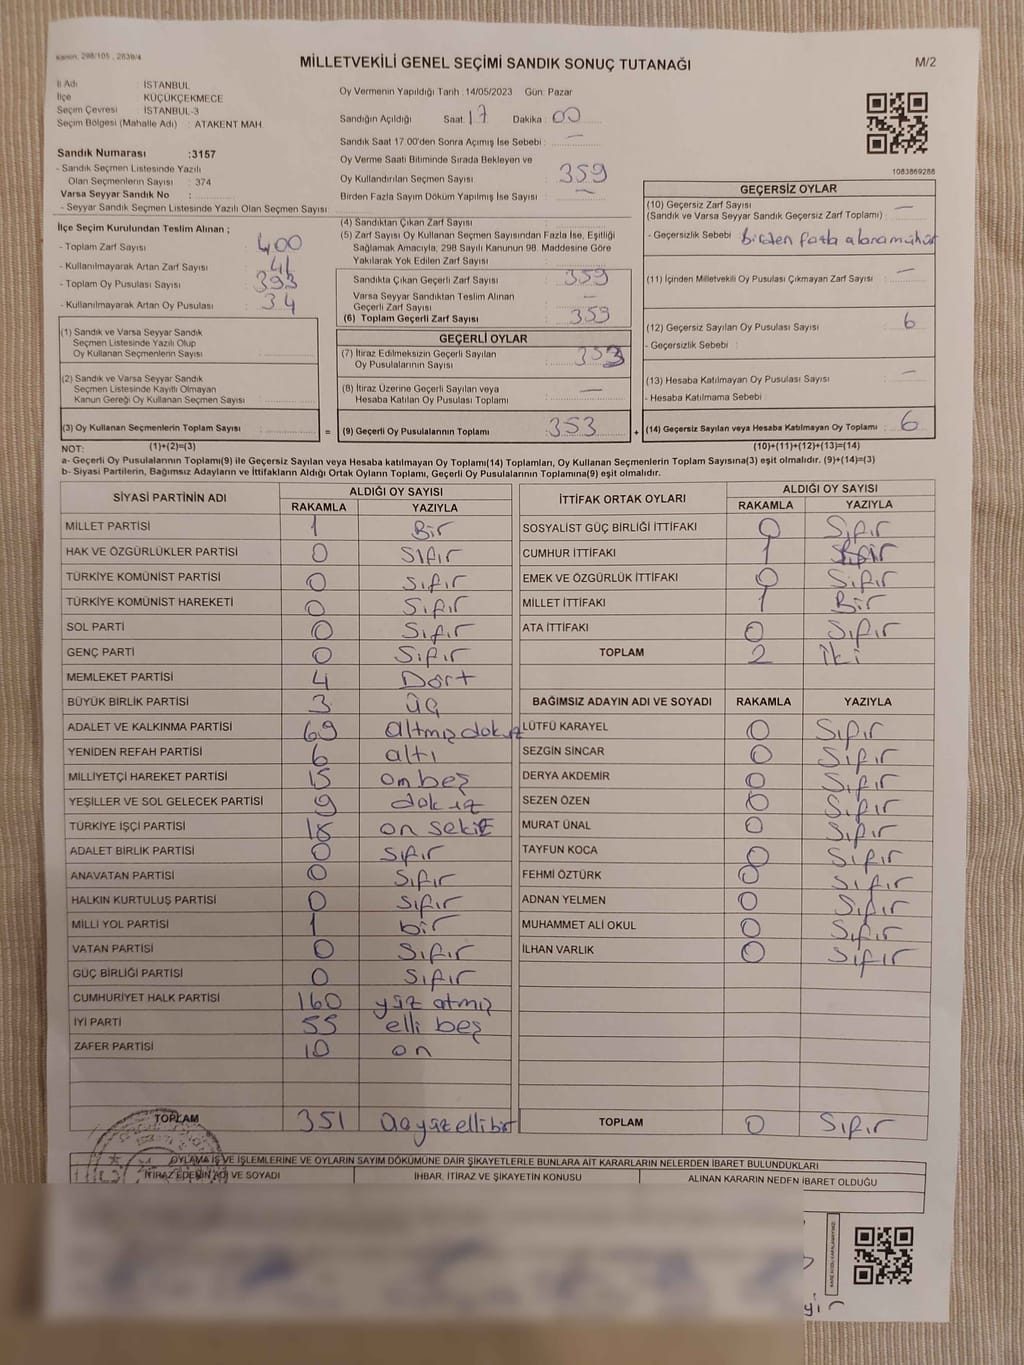 Kanun, 298/105 , 2839/4
MİLLETVEKİLİ GENEL SEÇİMİ SANDIK SONUÇ TUTANAĞI
M/2
İl Adı : İSTANBUL
İlçe : KÜÇÜKÇEKMECE
Seçim Çevresi : İSTANBUL-3
Seçim Bölgesi (Mahalle Adı) : ATAKENT MAH.
Sandık Numarası :3157
- Sandık Seçmen Listesinde Yazılı
Olan Seçmenlerin Sayısı : 374
Varsa Seyyar Sandık No :
- Seyyar Sandık Seçmen Listesinde Yazılı Olan Seçmen Sayısı:
İlçe Seçim Kurulundan Teslim Alınan ;
- Toplam Zarf Sayısı : 400
- Kullanılmayarak Artan Zarf Sayısı : 41
- Toplam Oy Pusulası Sayısı : 393
- Kullanılmayarak Artan Oy Pusulası : 34
(1) Sandık ve Varsa Seyyar Sandık
Seçmen Listesinde Yazılı Olup
Oy Kullanan Seçmenlerin Sayısı :
(2) Sandık ve Varsa Seyyar Sandık
Seçmen Listesinde Kayıtlı Olmayan
Kanun Gereği Oy Kullanan Seçmen Sayısı :
(3) Oy Kullanan Seçmenlerin Toplam Sayısı :
Oy Vermenin Yapıldığı Tarih :14/05/2023 Gün: Pazar
Sandığın Açıldığı Saat: 17 Dakika: 00
Sandık Saat 17.00'den Sonra Açımış İse Sebebi : —
Oy Verme Saati Bitiminde Sırada Bekleyen ve
Oy Kullandırılan Seçmen Sayısı : 359
Birden Fazla Sayım Döküm Yapılmış İse Sayısı : —
(4) Sandıktan Çıkan Zarf Sayısı :
(5) Zarf Sayısı Oy Kullanan Seçmen Sayısından Fazla İse, Eşitliği
Sağlamak Amacıyla, 298 Sayılı Kanunun 98. Maddesine Göre
Yakılarak Yok Edilen Zarf Sayısı :
Sandıkta Çıkan Geçerli Zarf Sayısı : 359
Varsa Seyyar Sandıktan Teslim Alınan
Geçerli Zarf Sayısı : —
(6) Toplam Geçerli Zarf Sayısı : 359
GEÇERLİ OYLAR
(7) İtiraz Edilmeksizin Geçerli Sayılan
Oy Pusulalarının Sayısı : 353
(8) İtiraz Üzerine Geçerli Sayılan veya
Hesaba Katılan Oy Pusulası Toplamı : —
= (9) Geçerli Oy Pusulalarının Toplamı : 353
1083869288
GEÇERSİZ OYLAR
(10) Geçersiz Zarf Sayısı
(Sandık ve Varsa Seyyar Sandık Geçersiz Zarf Toplamı) : —
- Geçersizlik Sebebi : birden fazla alana mühür
(11) İçinden Milletvekili Oy Pusulası Çıkmayan Zarf Sayısı : —
(12) Geçersiz Sayılan Oy Pusulası Sayısı : 6
- Geçersizlik Sebebi :
(13) Hesaba Katılmayan Oy Pusulası Sayısı : —
- Hesaba Katılmama Sebebi :
+ (14) Geçersiz Sayılan veya Hesaba Katılmayan Oy Toplamı : 6
NOT: (1)+(2)=(3) (10)+(11)+(12)+(13)=(14)
a- Geçerli Oy Pusulalarının Toplamı(9) ile Geçersiz Sayılan veya Hesaba katılmayan Oy Toplamı(14) Toplamları, Oy Kullanan Seçmenlerin Toplam Sayısına(3) eşit olmalıdır. (9)+(14)=(3)
b- Siyasi Partilerin, Bağımsız Adayların ve İttifakların Aldığı Ortak Oyların Toplamı, Geçerli Oy Pusulalarının Toplamına(9) eşit olmalıdır.
SİYASİ PARTİNİN ADI ALDIĞI OY SAYISI
RAKAMLA YAZIYLA
MİLLET PARTİSİ 1 Bir
HAK VE ÖZGÜRLÜKLER PARTİSİ 0 Sıfır
TÜRKİYE KOMÜNİST PARTİSİ 0 Sıfır
TÜRKİYE KOMÜNİST HAREKETİ 0 Sıfır
SOL PARTİ 0 Sıfır
GENÇ PARTİ 0 Sıfır
MEMLEKET PARTİSİ 4 Dört
BÜYÜK BİRLİK PARTİSİ 3 üç
ADALET VE KALKINMA PARTİSİ 69 altmış dokuz
YENİDEN REFAH PARTİSİ 6 altı
MİLLİYETÇİ HAREKET PARTİSİ 15 on beş
YEŞİLLER VE SOL GELECEK PARTİSİ 9 dokuz
TÜRKİYE İŞÇİ PARTİSİ 18 on sekiz
ADALET BİRLİK PARTİSİ 0 Sıfır
ANAVATAN PARTİSİ 0 Sıfır
HALKIN KURTULUŞ PARTİSİ 0 Sıfır
MİLLİ YOL PARTİSİ 1 bir
VATAN PARTİSİ 0 Sıfır
GÜÇ BİRLİĞİ PARTİSİ 0 Sıfır
CUMHURİYET HALK PARTİSİ 160 yüz atmış
İYİ PARTİ 55 elli beş
ZAFER PARTİSİ 10 on
TOPLAM 351 üçyüzellibir
İTTİFAK ORTAK OYLARI ALDIĞI OY SAYISI
RAKAMLA YAZIYLA
SOSYALİST GÜÇ BİRLİĞİ İTTİFAKI 0 Sıfır
CUMHUR İTTİFAKI 1 Bir
EMEK VE ÖZGÜRLÜK İTTİFAKI 0 Sıfır
MİLLET İTTİFAKI 1 Bir
ATA İTTİFAKI 0 Sıfır
TOPLAM 2 İki
BAĞIMSIZ ADAYIN ADI VE SOYADI RAKAMLA YAZIYLA
LÜTFÜ KARAYEL 0 Sıfır
SEZGİN SİNCAR 0 Sıfır
DERYA AKDEMİR 0 Sıfır
SEZEN ÖZEN 0 Sıfır
MURAT ÜNAL 0 Sıfır
TAYFUN KOCA 0 Sıfır
FEHMİ ÖZTÜRK 0 Sıfır
ADNAN YELMEN 0 Sıfır
MUHAMMET ALİ OKUL 0 Sıfır
İLHAN VARLIK 0 Sıfır
TOPLAM 0 Sıfır
OYLAMA İŞ VE İŞLEMLERİNE VE OYLARIN SAYIM DÖKÜMÜNE DAİR ŞİKAYETLERLE BUNLARA AİT KARARLARIN NELERDEN İBARET BULUNDUKLARI
İTİRAZ EDENİN ADI VE SOYADI İHBAR, İTİRAZ VE ŞİKAYETİN KONUSU ALINAN KARARIN NEDEN İBARET OLDUĞU